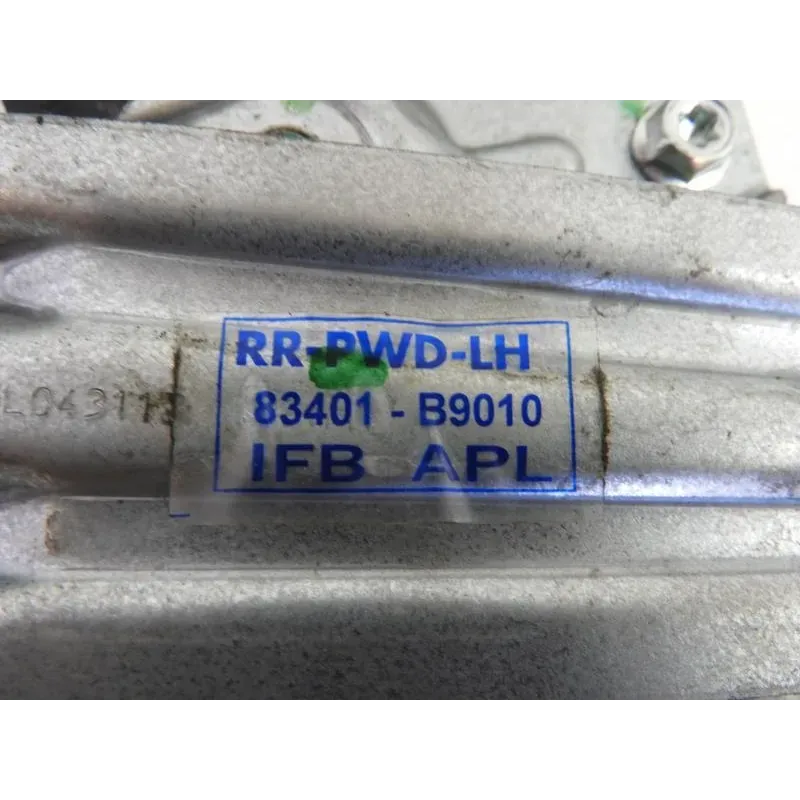 RR-PWD-LH
83401 - B9010
IFB APL